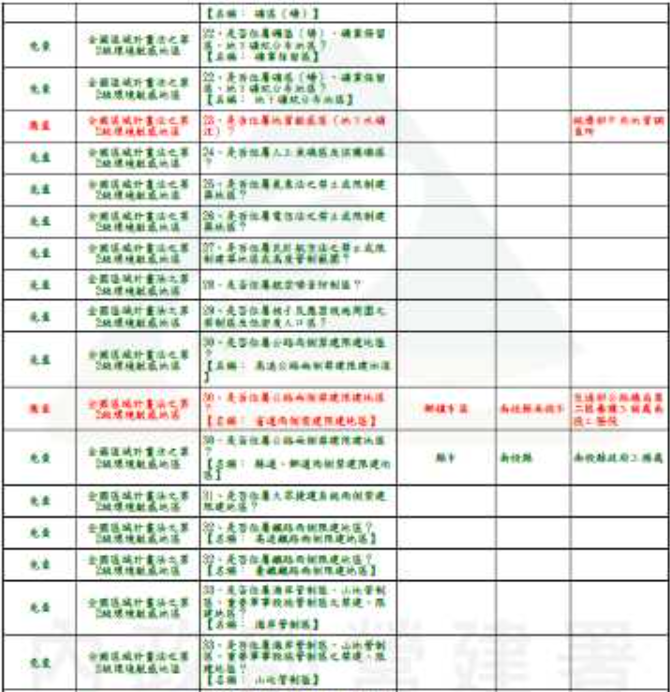 【名稱： 礦區（場）】
免查 全國區域計畫法之第
2級環境敏感地區 22、是否位屬礦區（場）、礦業保留
區、地下礦坑分布地區？
【名稱： 礦業保留區】
免查 全國區域計畫法之第
2級環境敏感地區 22、是否位屬礦區（場）、礦業保留
區、地下礦坑分布地區？
【名稱： 地下礦坑分布地區】
應查 全國區域計畫法之第
2級環境敏感地區 23、是否位屬地質敏感區（地下水補
注）？ 經濟部中央地質調
查所
免查 全國區域計畫法之第
2級環境敏感地區 24、是否位屬人工魚礁區及保護礁區
？
免查 全國區域計畫法之第
2級環境敏感地區 25、是否位屬氣象法之禁止或限制建
築地區？
免查 全國區域計畫法之第
2級環境敏感地區 26、是否位屬電信法之禁止或限制建
築地區？
免查 全國區域計畫法之第
2級環境敏感地區 27、是否位屬民用航空法之禁止或限
制建築地區或高度管制範圍？
免查 全國區域計畫法之第
2級環境敏感地區 28、是否位屬航空噪音防制區？
免查 全國區域計畫法之第
2級環境敏感地區 29、是否位屬核子反應器設施周圍之
禁制區及低密度人口區？
免查 全國區域計畫法之第
2級環境敏感地區 30、是否位屬公路兩側禁建限建地區
？
【名稱： 高速公路兩側禁建限建地區
】
應查 全國區域計畫法之第
2級環境敏感地區 30、是否位屬公路兩側禁建限建地區
？
【名稱： 省道兩側禁建限建地區】 鄉鎮市區 南投縣南投市 交通部公路總局第
二區養護工程處南
投工務段
免查 全國區域計畫法之第
2級環境敏感地區 30、是否位屬公路兩側禁建限建地區
？
【名稱： 縣道、鄉道兩側禁建限建地
區】 縣市 南投縣 南投縣政府工務處
免查 全國區域計畫法之第
2級環境敏感地區 31、是否位屬大眾捷運系統兩側禁建
限建地區？
免查 全國區域計畫法之第
2級環境敏感地區 32、是否位屬鐵路兩側限建地區？
【名稱： 高速鐵路兩側限建地區】
免查 全國區域計畫法之第
2級環境敏感地區 32、是否位屬鐵路兩側限建地區？
【名稱： 臺鐵鐵路兩側限建地區】
免查 全國區域計畫法之第
2級環境敏感地區 33、是否位屬海岸管制區、山地管制
區、重要軍事設施管制區之禁建、限
建地區？
【名稱： 海岸管制區】
免查 全國區域計畫法之第
2級環境敏感地區 33、是否位屬海岸管制區、山地管制
區、重要軍事設施管制區之禁建、限
建地區？
【名稱： 山地管制區】
內政部營建署